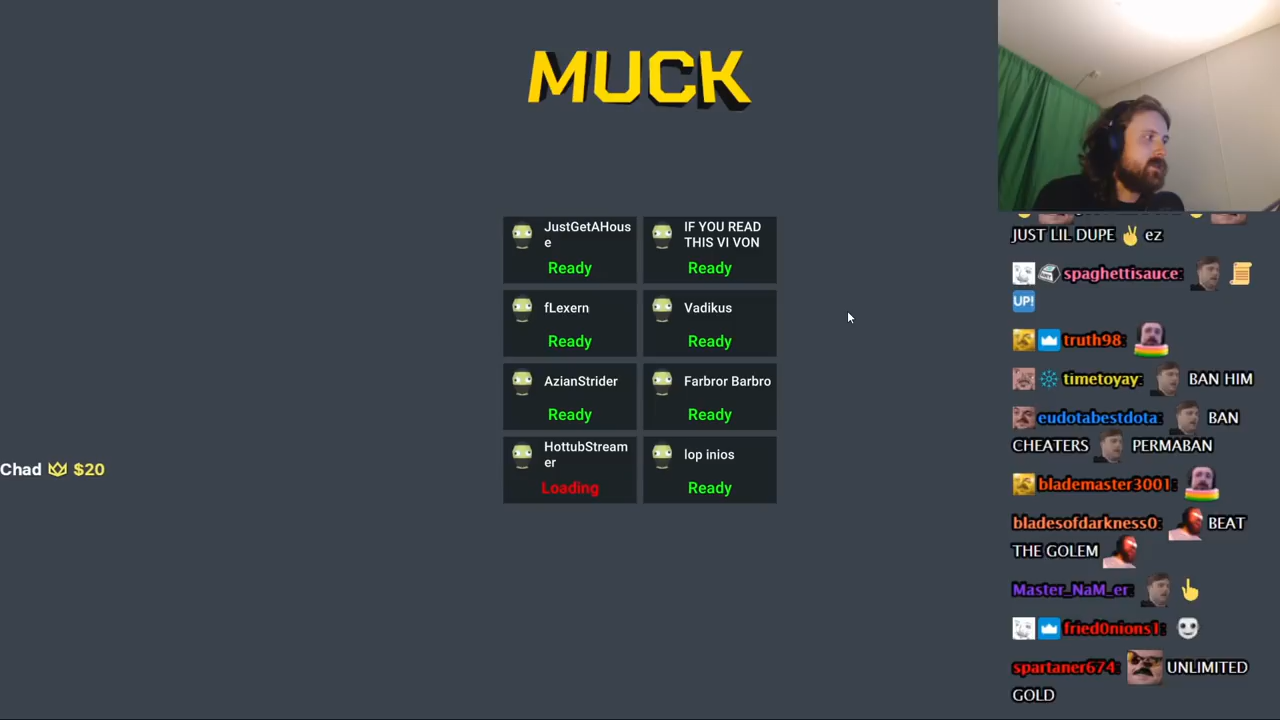 MUCK
JustGetAHous
e
Ready
IF YOU READ
THIS VI VON
Ready
fLexern
Ready
Vadikus
Ready
AzianStrider
Ready
Farbror Barbro
Ready
HottubStream
er
Loading
lop inios
Ready
Chad $20
JUST LIL DUPE ✌ ez
spaghettisauce:
UP!
truth98:
timetoyay: BAN HIM
eudotabestdota: BAN
CHEATERS PERMABAN
blademaster3001:
bladesofdarkness0: BEAT
THE GOLEM
Master_NaM_er:
fried0nions1:
spartaner674: UNLIMITED
GOLD